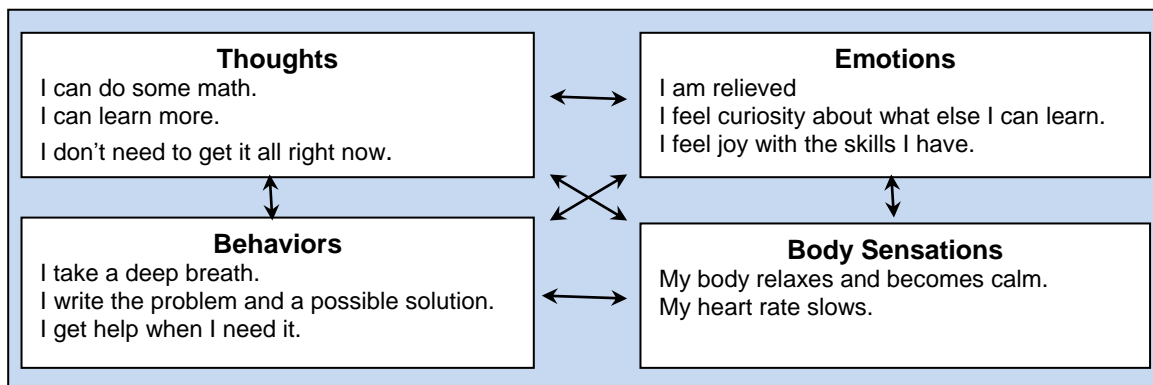 Thoughts
I can do some math.
I can learn more.
I don’t need to get it all right now.
Emotions
I am relieved
I feel curiosity about what else I can learn.
I feel joy with the skills I have.
Behaviors
I take a deep breath.
I write the problem and a possible solution.
I get help when I need it.
Body Sensations
My body relaxes and becomes calm.
My heart rate slows.